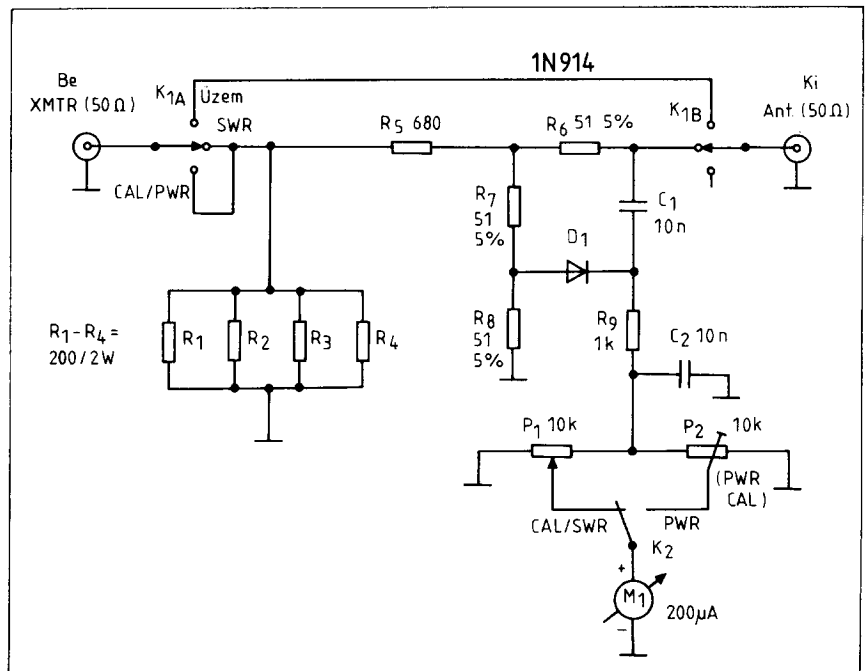 1N914
Be
XMTR (50Ω)
K1A
Üzem
SWR
CAL/PWR
R5 680
R6 51 5%
K1B
Ki
Ant. (50Ω)
R7
51
5%
C1
10n
D1
R8
51
5%
R9
1k
C2 10n
R1-R4=
200/2W
R1
R2
R3
R4
P1 10k
P2
10k
(PWR
CAL)
CAL/SWR
PWR
K2
+
M1
200µA
−